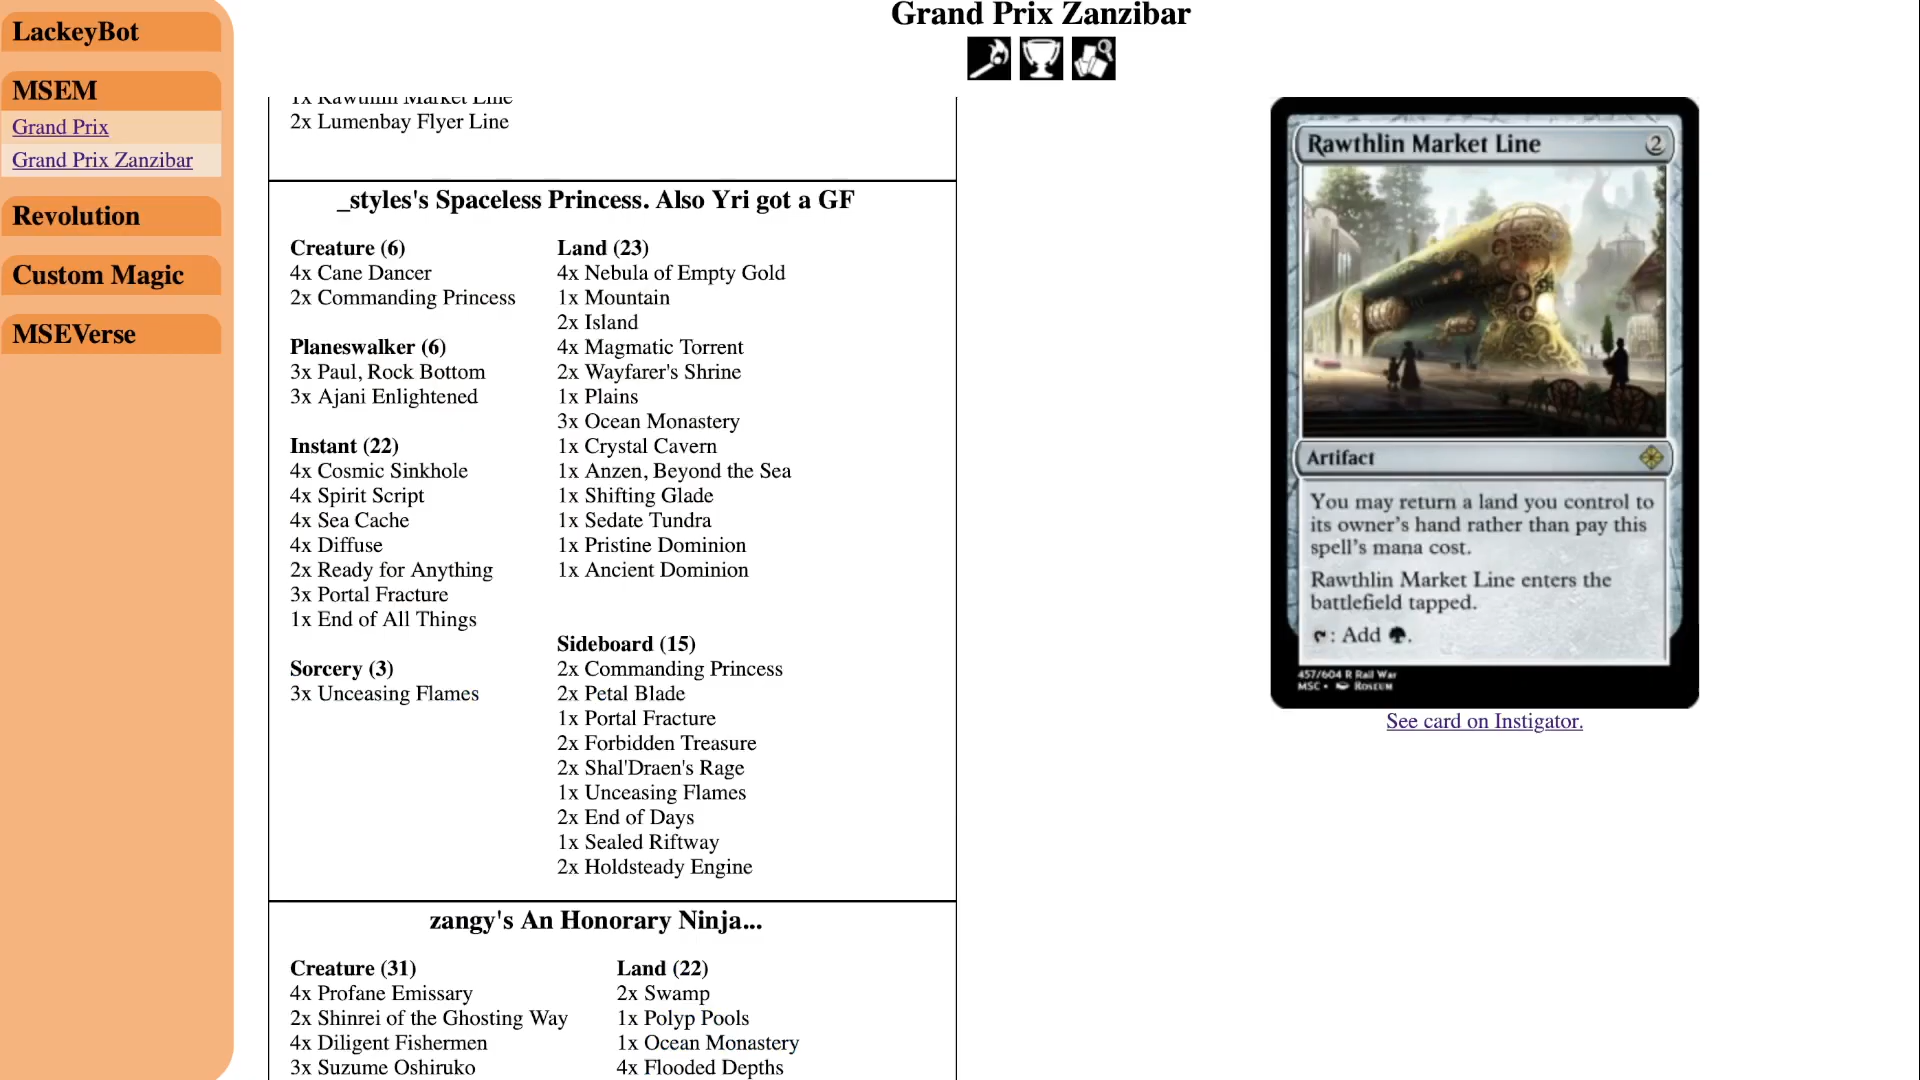 LackeyBot
MSEM
Grand Prix
Grand Prix Zanzibar
Revolution
Custom Magic
MSEVerse
Grand Prix Zanzibar
1x Rawthlin Market Line
2x Lumenbay Flyer Line
_styles's Spaceless Princess. Also Yri got a GF
Creature (6)
4x Cane Dancer
2x Commanding Princess
Planeswalker (6)
3x Paul, Rock Bottom
3x Ajani Enlightened
Instant (22)
4x Cosmic Sinkhole
4x Spirit Script
4x Sea Cache
4x Diffuse
2x Ready for Anything
3x Portal Fracture
1x End of All Things
Sorcery (3)
3x Unceasing Flames
Land (23)
4x Nebula of Empty Gold
1x Mountain
2x Island
4x Magmatic Torrent
2x Wayfarer's Shrine
1x Plains
3x Ocean Monastery
1x Crystal Cavern
1x Anzen, Beyond the Sea
1x Shifting Glade
1x Sedate Tundra
1x Pristine Dominion
1x Ancient Dominion
Sideboard (15)
2x Commanding Princess
2x Petal Blade
1x Portal Fracture
2x Forbidden Treasure
2x Shal'Draen's Rage
1x Unceasing Flames
2x End of Days
1x Sealed Riftway
2x Holdsteady Engine
zangy's An Honorary Ninja...
Creature (31)
4x Profane Emissary
2x Shinrei of the Ghosting Way
4x Diligent Fishermen
3x Suzume Oshiruko
Land (22)
2x Swamp
1x Polyp Pools
1x Ocean Monastery
4x Flooded Depths
Rawthlin Market Line 2
Artifact
You may return a land you control to
its owner's hand rather than pay this
spell's mana cost.
Rawthlin Market Line enters the
battlefield tapped.
: Add .
457/604 R Rail War
MSC • Roseum
See card on Instigator.